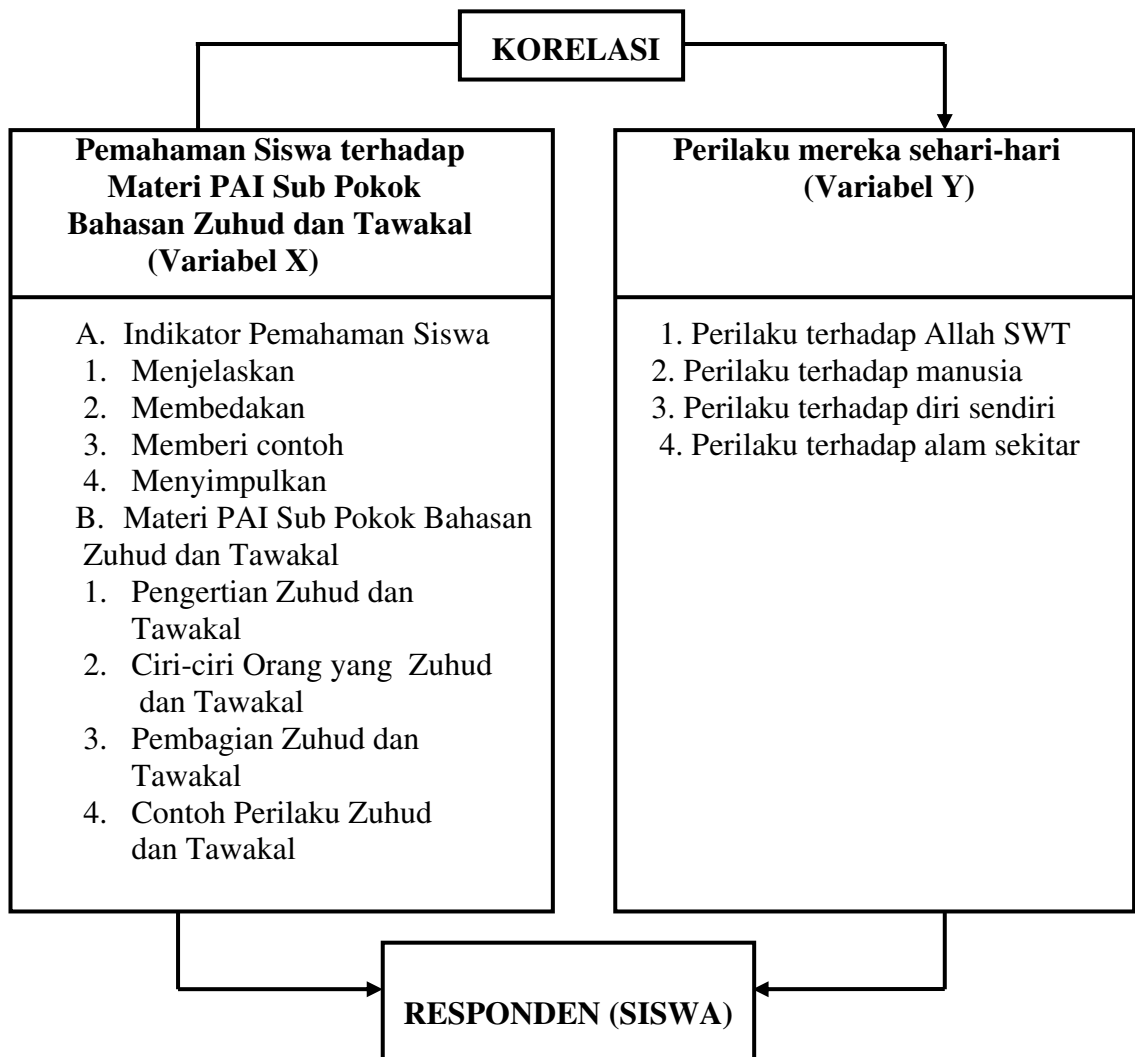 KORELASI
Pemahaman Siswa terhadap
Materi PAI Sub Pokok
Bahasan Zuhud dan Tawakal
(Variabel X)
A. Indikator Pemahaman Siswa
1. Menjelaskan
2. Membedakan
3. Memberi contoh
4. Menyimpulkan
B. Materi PAI Sub Pokok Bahasan
Zuhud dan Tawakal
1. Pengertian Zuhud dan
Tawakal
2. Ciri-ciri Orang yang Zuhud
dan Tawakal
3. Pembagian Zuhud dan
Tawakal
4. Contoh Perilaku Zuhud
dan Tawakal
Perilaku mereka sehari-hari
(Variabel Y)
1. Perilaku terhadap Allah SWT
2. Perilaku terhadap manusia
3. Perilaku terhadap diri sendiri
4. Perilaku terhadap alam sekitar
RESPONDEN (SISWA)